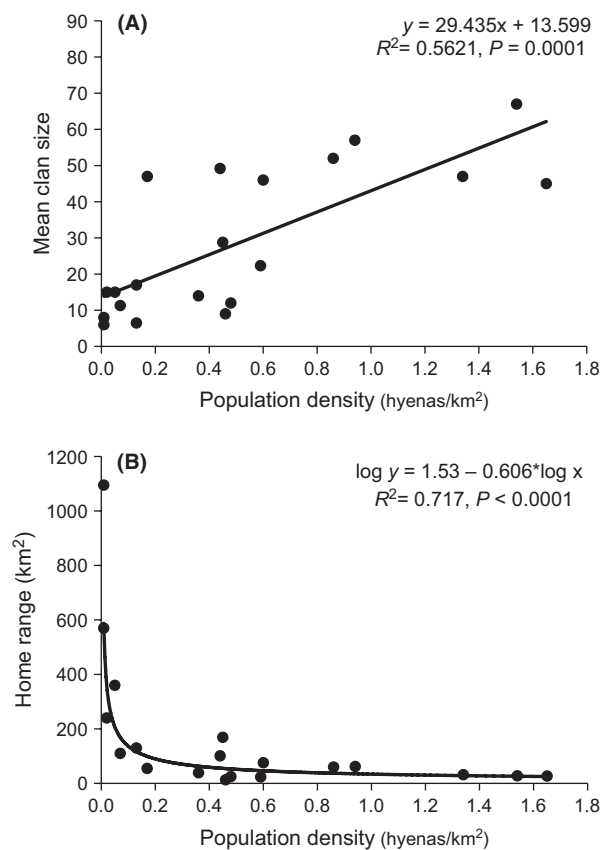 (A)
y = 29.435x + 13.599
R²= 0.5621, P = 0.0001
Mean clan size
90
80
70
60
50
40
30
20
10
0
0.0 0.2 0.4 0.6 0.8 1.0 1.2 1.4 1.6 1.8
Population density (hyenas/km²)
(B)
log y = 1.53 – 0.606*log x
R²= 0.717, P < 0.0001
Home range (km²)
1200
1000
800
600
400
200
0
0.0 0.2 0.4 0.6 0.8 1.0 1.2 1.4 1.6 1.8
Population density (hyenas/km²)